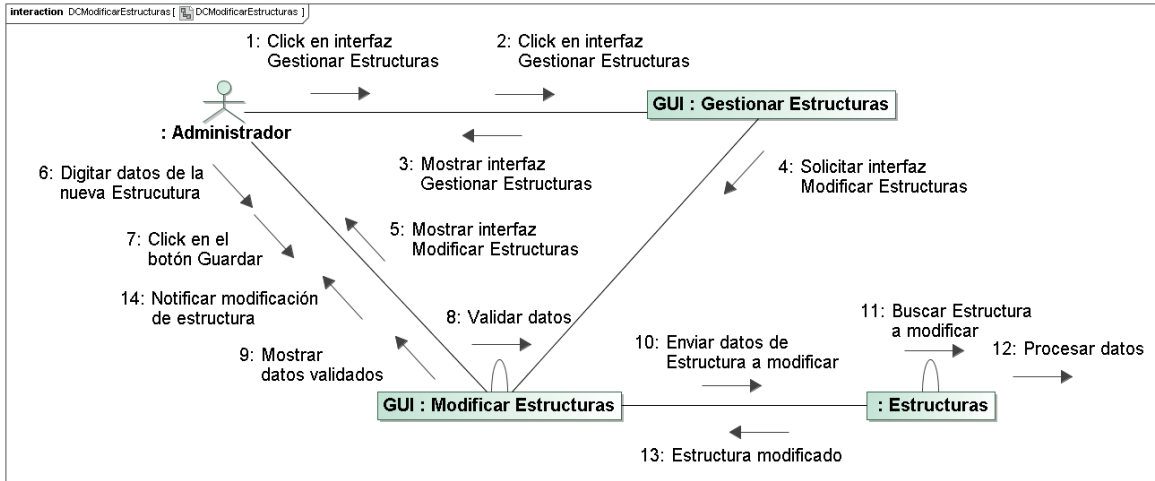 interaction DCModificarEstructuras [ DCModificarEstructuras ]
1: Click en interfaz
Gestionar Estructuras
2: Click en interfaz
Gestionar Estructuras
GUI : Gestionar Estructuras
: Administrador
3: Mostrar interfaz
Gestionar Estructuras
4: Solicitar interfaz
Modificar Estructuras
6: Digitar datos de la
nueva Estrucutura
5: Mostrar interfaz
Modificar Estructuras
7: Click en el
botón Guardar
14: Notificar modificación
de estructura
8: Validar datos
9: Mostrar
datos validados
10: Enviar datos de
Estructura a modificar
11: Buscar Estructura
a modificar
12: Procesar datos
GUI : Modificar Estructuras
: Estructuras
13: Estructura modificado